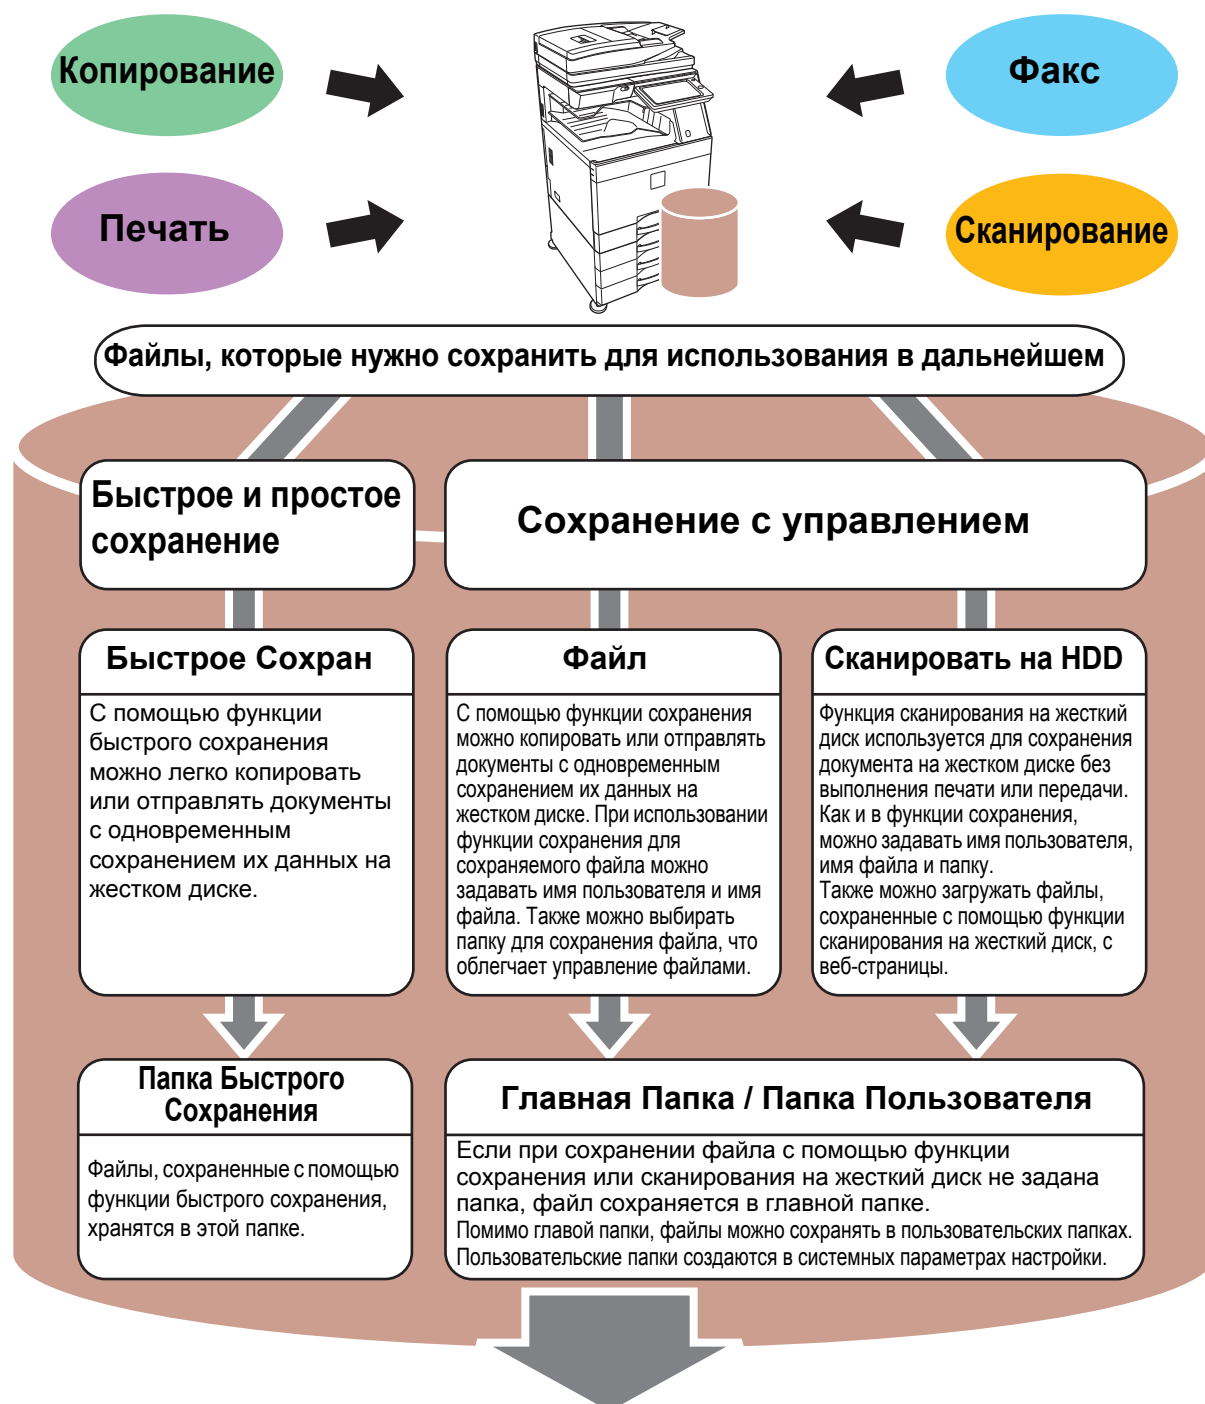 Копирование
Факс
Печать
Сканирование
Файлы, которые нужно сохранить для использования в дальнейшем
Быстрое и простое
сохранение
Сохранение с управлением
Быстрое Сохран
С помощью функции
быстрого сохранения
можно легко копировать
или отправлять документы
с одновременным
сохранением их данных на
жестком диске.
Файл
С помощью функции сохранения
можно копировать или отправлять
документы с одновременным
сохранением их данных на
жестком диске. При использовании
функции сохранения для
сохраняемого файла можно
задавать имя пользователя и имя
файла. Также можно выбирать
папку для сохранения файла, что
облегчает управление файлами.
Сканировать на HDD
Функция сканирования на жесткий
диск используется для сохранения
документа на жестком диске без
выполнения печати или передачи.
Как и в функции сохранения,
можно задавать имя пользователя,
имя файла и папку.
Также можно загружать файлы,
сохраненные с помощью функции
сканирования на жесткий диск, с
веб-страницы.
Папка Быстрого
Сохранения
Файлы, сохраненные с помощью
функции быстрого сохранения,
хранятся в этой папке.
Главная Папка / Папка Пользователя
Если при сохранении файла с помощью функции
сохранения или сканирования на жесткий диск не задана
папка, файл сохраняется в главной папке.
Помимо главой папки, файлы можно сохранять в пользовательских папках.
Пользовательские папки создаются в системных параметрах настройки.